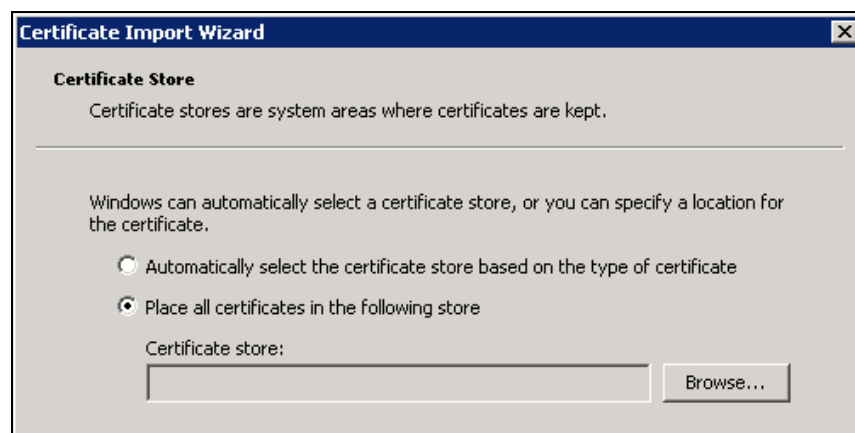 Certificate Import Wizard
Certificate Store
Certificate stores are system areas where certificates are kept.
Windows can automatically select a certificate store, or you can specify a location for
the certificate.
Automatically select the certificate store based on the type of certificate
Place all certificates in the following store
Certificate store:
Browse...